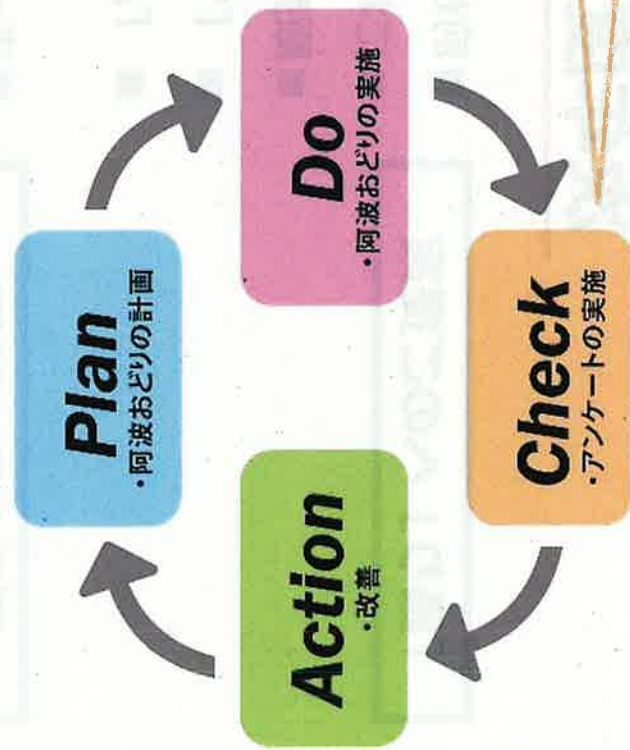 Plan
・阿波おどりの計画
Do
・阿波おどりの実施
Check
・アンケートの実施
Action
・改善